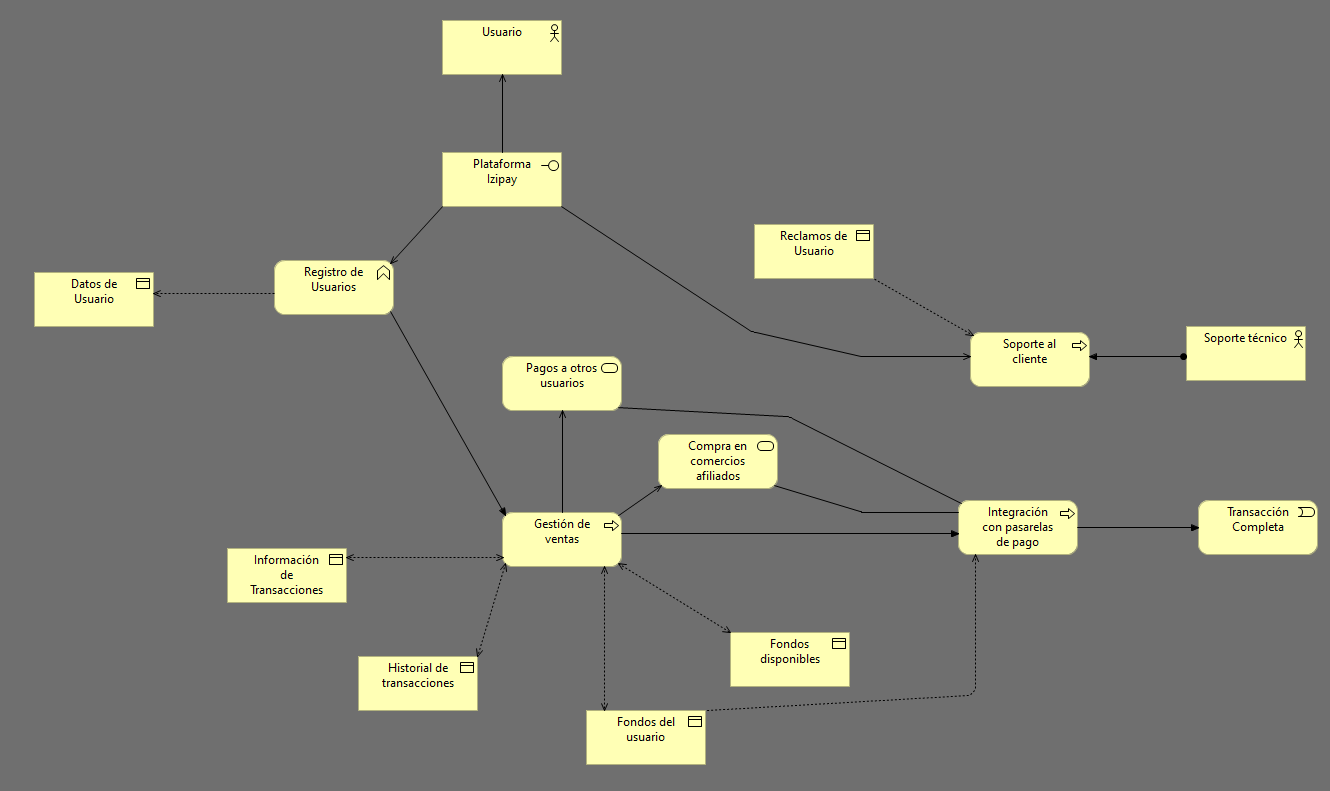 Usuario
Plataforma
Izipay
Reclamos de
Usuario
Registro de
Usuarios
Datos de
Usuario
Soporte técnico
Soporte al
cliente
Pagos a otros
usuarios
Compra en
comercios
afiliados
Integración
con pasarelas
de pago
Transacción
Completa
Gestión de
ventas
Información
de
Transacciones
Fondos
disponibles
Historial de
transacciones
Fondos del
usuario